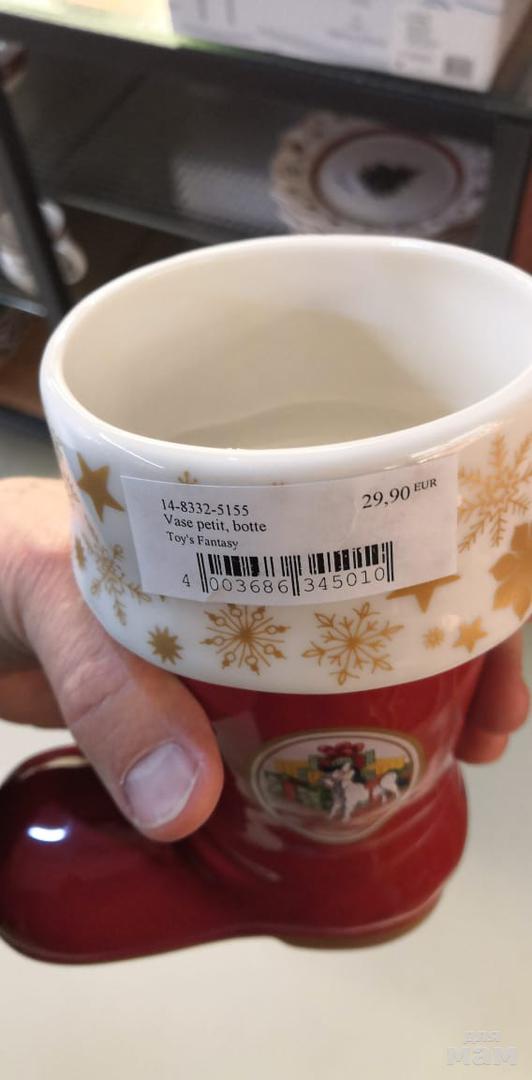 14-8332-5155
29,90 EUR
Vase petit, botte
Toy's Fantasy
4 003686 345010
для
мам